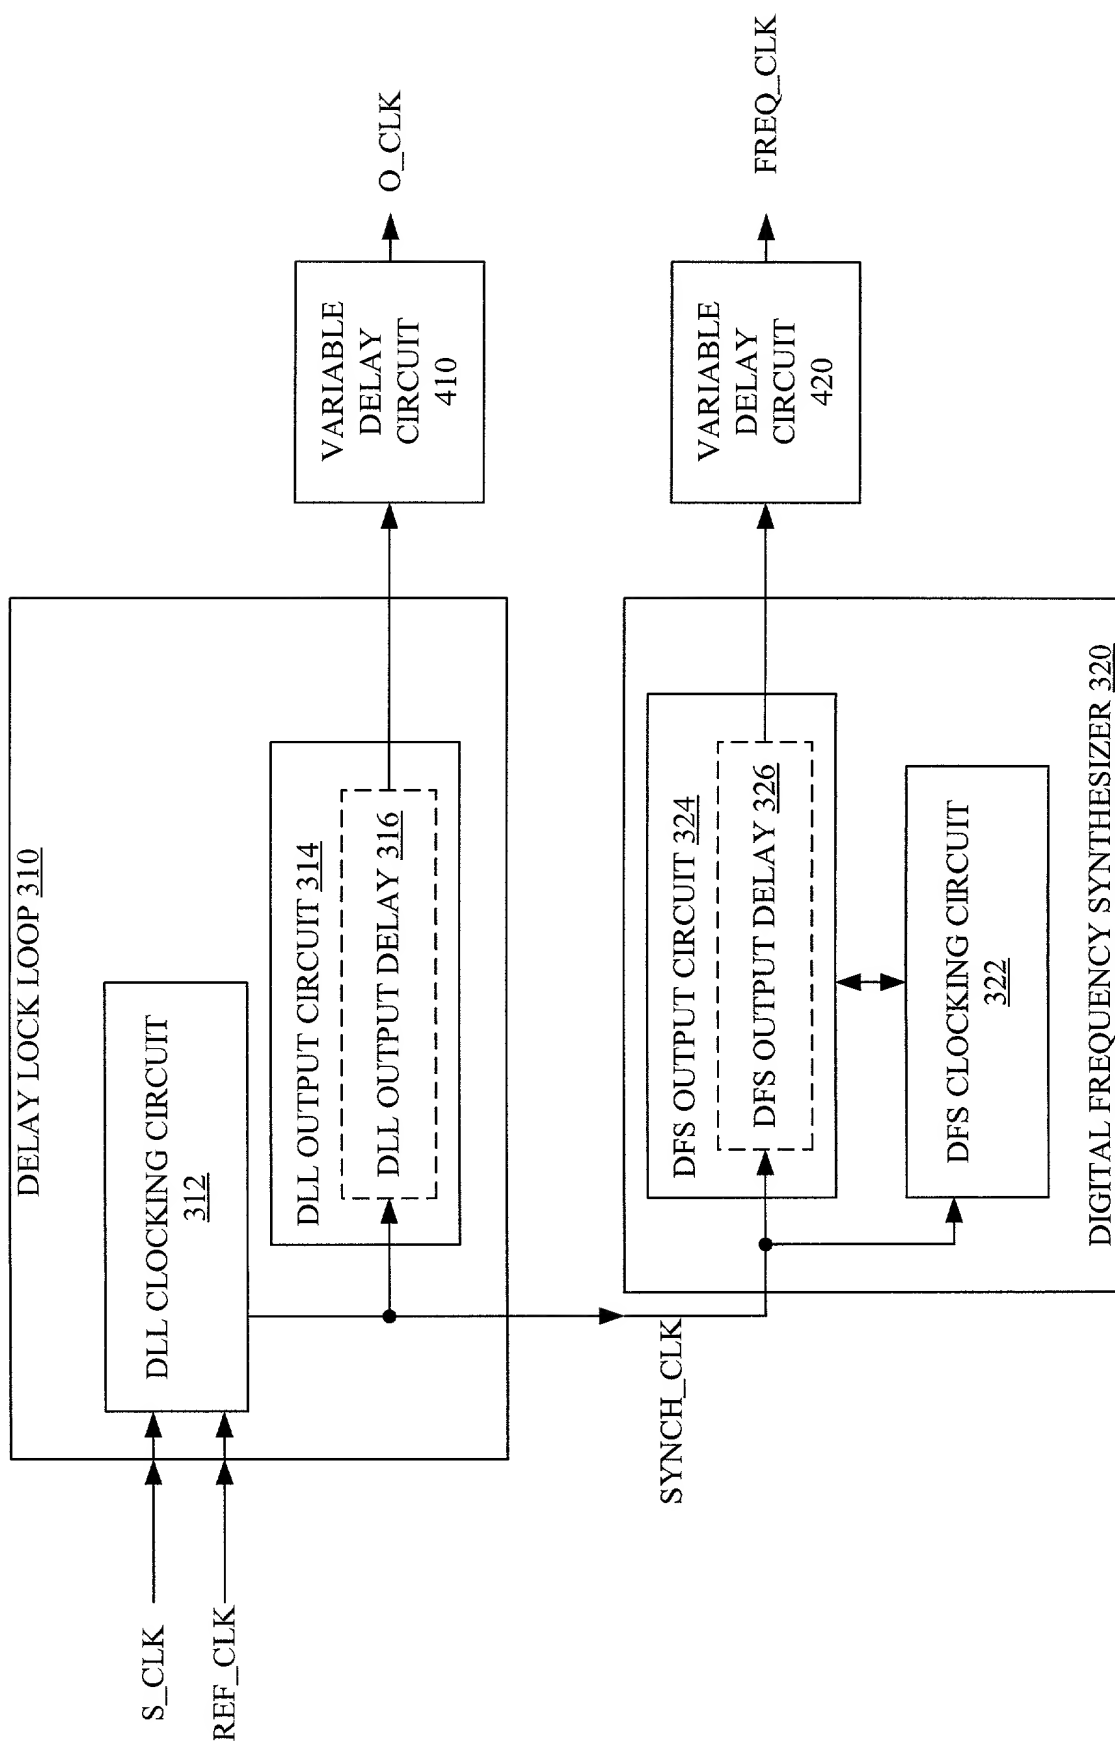 DELAY LOCK LOOP 310
S_CLK
REF_CLK
DLL CLOCKING CIRCUIT
312
DLL OUTPUT CIRCUIT 314
DLL OUTPUT DELAY 316
VARIABLE
DELAY
CIRCUIT
410
O_CLK
SYNCH_CLK
DFS OUTPUT CIRCUIT 324
DFS OUTPUT DELAY 326
DFS CLOCKING CIRCUIT
322
DIGITAL FREQUENCY SYNTHESIZER 320
VARIABLE
DELAY
CIRCUIT
420
FREQ_CLK